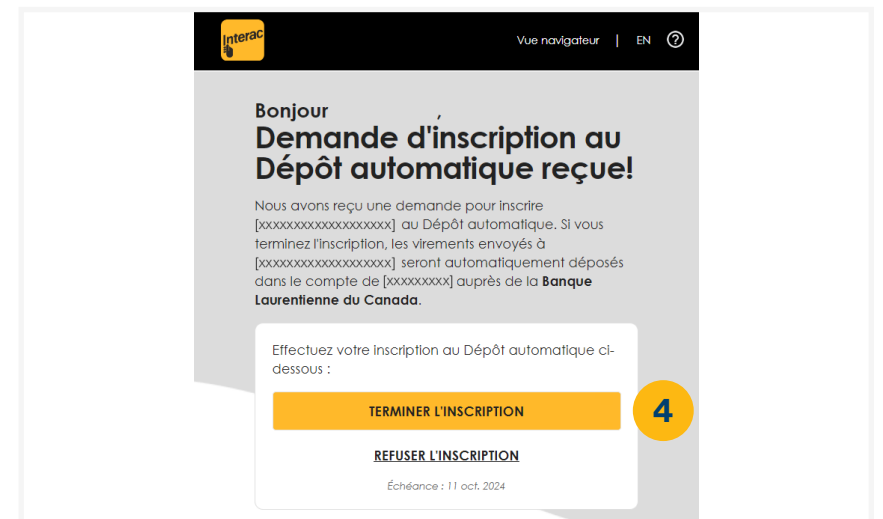 Interac
Vue navigateur | EN ?
Bonjour ,
Demande d'inscription au
Dépôt automatique reçue!
Nous avons reçu une demande pour inscrire
[xxxxxxxxxxxxxxxxxxx] au Dépôt automatique. Si vous
terminez l'inscription, les virements envoyés à
[xxxxxxxxxxxxxxxxxxx] seront automatiquement déposés
dans le compte de [xxxxxxxxx] auprès de la Banque
Laurentienne du Canada.
Effectuez votre inscription au Dépôt automatique ci-
dessous :
TERMINER L'INSCRIPTION
4
REFUSER L'INSCRIPTION
Échéance : 11 oct. 2024